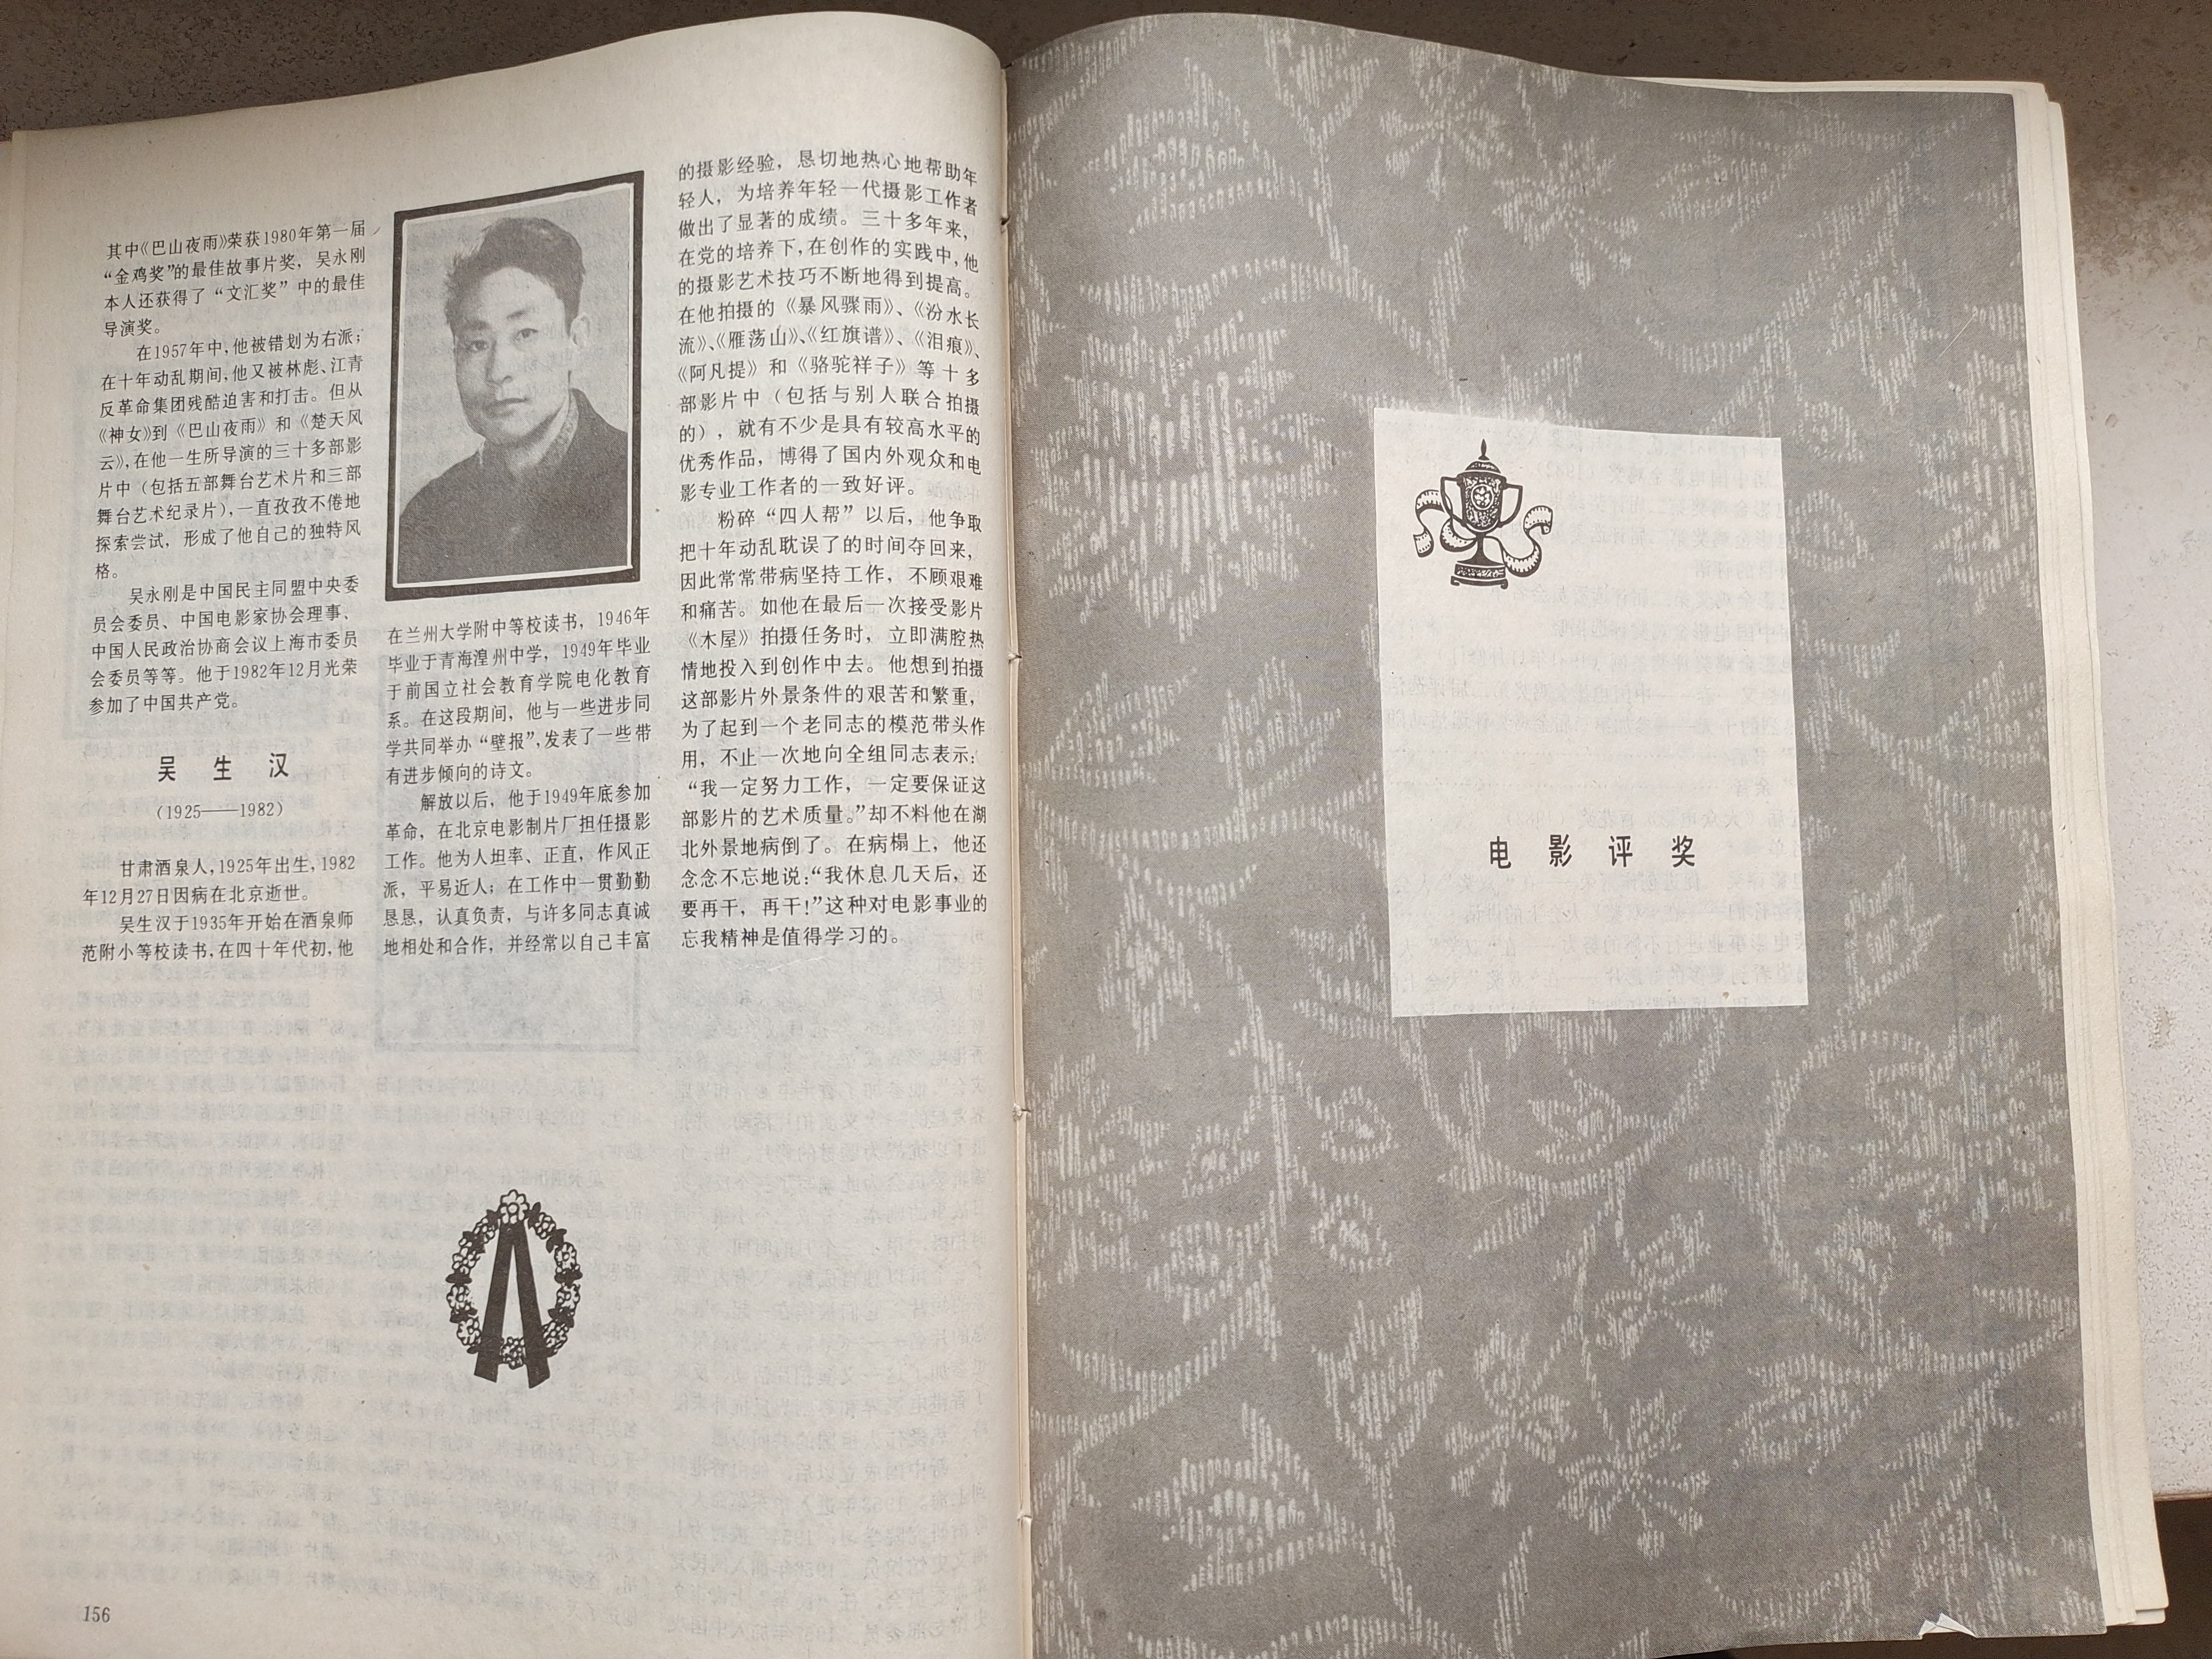 其中《巴山夜雨》荣获1980年第一届
“金鸡奖”的最佳故事片奖，吴永刚
本人还获得了“文汇奖”中的最佳
导演奖。
在1957年中，他被错划为右派；
在十年动乱期间，他又被林彪、江青
反革命集团残酷迫害和打击。但从
《神女》到《巴山夜雨》和《楚天风
云》，在他一生所导演的三十多部影
片中（包括五部舞台艺术片和三部
舞台艺术纪录片），一直孜孜不倦地
探索尝试，形成了他自己的独特风
格。
吴永刚是中国民主同盟中央委
员会委员、中国电影家协会理事、
中国人民政治协商会议上海市委员
会委员等等。他于1982年12月光荣
参加了中国共产党。
吴生汉
（1925——1982）
甘肃酒泉人，1925年出生，1982
年12月27日因病在北京逝世。
吴生汉于1935年开始在酒泉师
范附小等校读书，在四十年代初，他
在兰州大学附中等校读书，1946年
毕业于青海湟州中学，1949年毕业
于前国立社会教育学院电化教育
系。在这段期间，他与一些进步同
学共同举办“壁报”，发表了一些带
有进步倾向的诗文。
解放以后，他于1949年底参加
革命，在北京电影制片厂担任摄影
工作。他为人坦率、正直，作风正
派，平易近人；在工作中一贯勤勤
恳恳，认真负责，与许多同志真诚
地相处和合作，并经常以自己丰富
的摄影经验，恳切地热心地帮助年
轻人，为培养年轻一代摄影工作者
做出了显著的成绩。三十多年来，
在党的培养下，在创作的实践中，他
的摄影艺术技巧不断地得到提高。
在他拍摄的《暴风骤雨》、《汾水长
流》、《雁荡山》、《红旗谱》、《泪痕》、
《阿凡提》和《骆驼祥子》等十多
部影片中（包括与别人联合拍摄
的），就有不少是具有较高水平的
优秀作品，博得了国内外观众和电
影专业工作者的一致好评。
粉碎“四人帮”以后，他争取
把十年动乱耽误了的时间夺回来，
因此常常带病坚持工作，不顾艰难
和痛苦。如他在最后一次接受影片
《木屋》拍摄任务时，立即满腔热
情地投入到创作中去。他想到拍摄
这部影片外景条件的艰苦和繁重，
为了起到一个老同志的模范带头作
用，不止一次地向全组同志表示：
“我一定努力工作，一定要保证这
部影片的艺术质量。”却不料他在湖
北外景地病倒了。在病榻上，他还
念念不忘地说：“我休息几天后，还
要再干，再干！”这种对电影事业的
忘我精神是值得学习的。
156
电影评奖